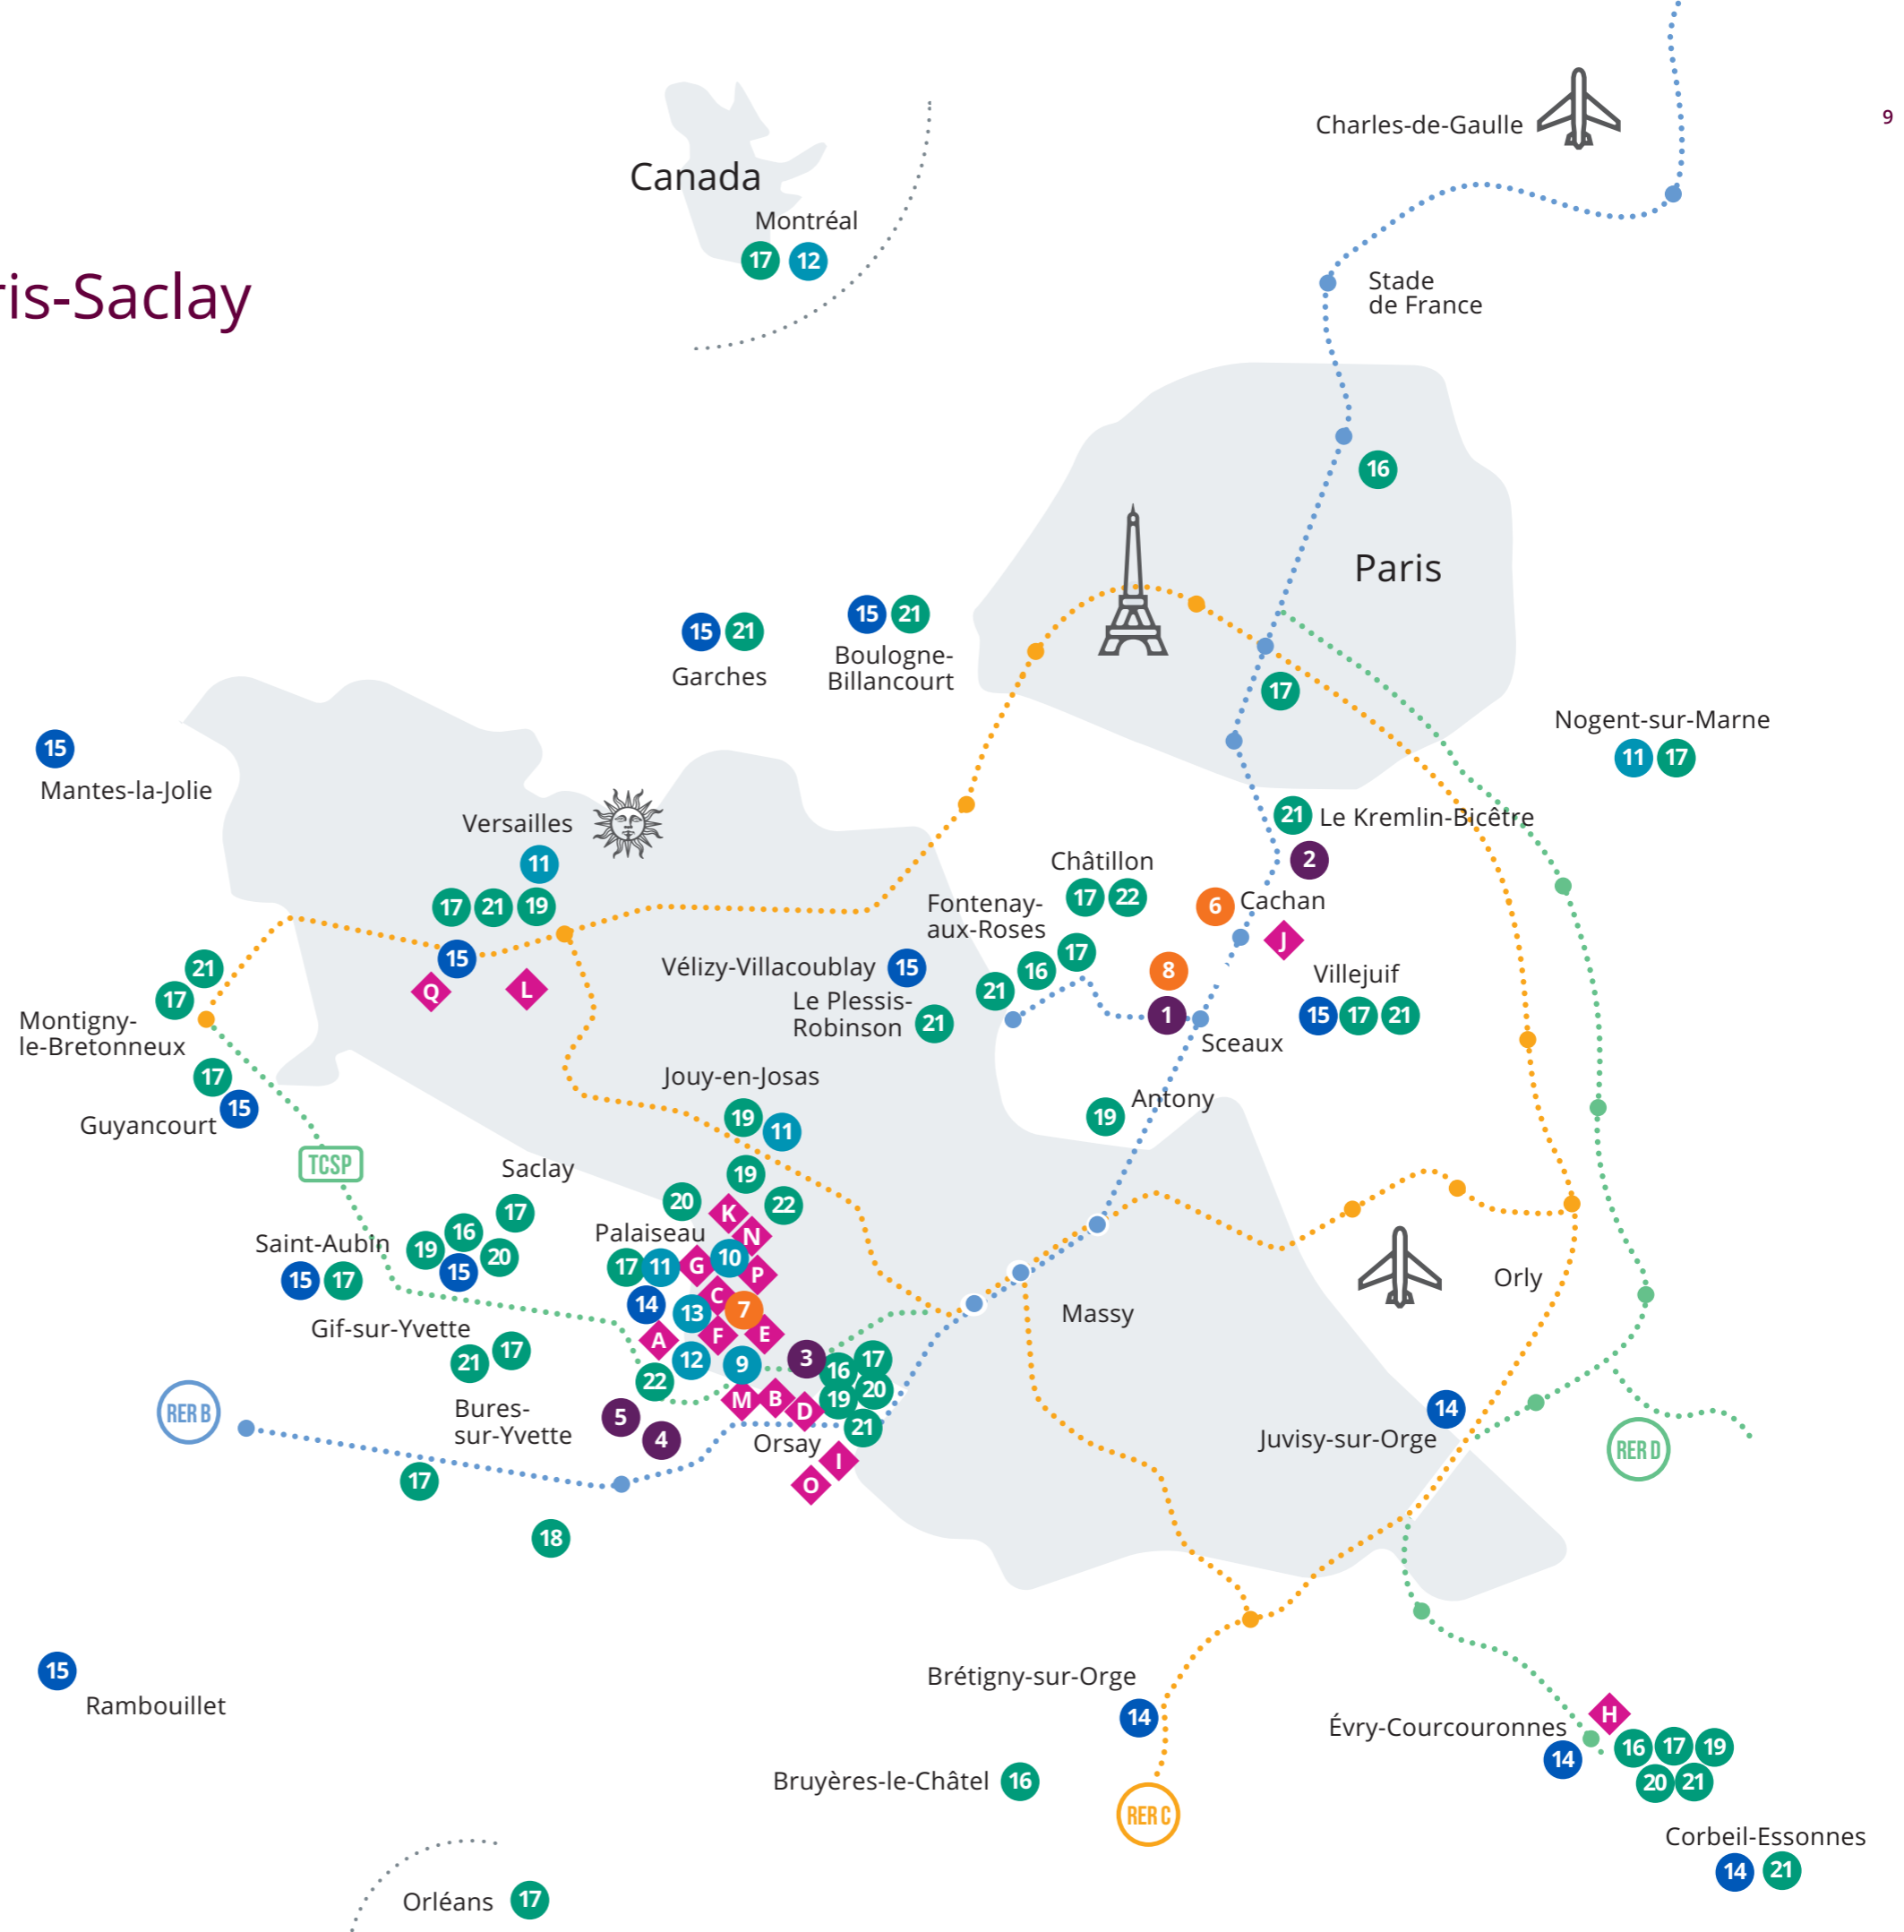 Charles-de-Gaulle
9
Canada
Montréal
17 12
ris-Saclay
Stade
de France
16
Paris
15 21
Garches
15 21
Boulogne-
Billancourt
17
Nogent-sur-Marne
11 17
15
Mantes-la-Jolie
Versailles
11
17 21 19
15
Q L
21 Le Kremlin-Bicêtre
2
Châtillon
17 22
Fontenay-
aux-Roses
21 16 17
6 Cachan
J
Vélizy-Villacoublay 15
Le Plessis-
Robinson 21
8
1
Sceaux
Villejuif
15 17 21
21
17
Montigny-
le-Bretonneux
17
15
Guyancourt
Jouy-en-Josas
19 11
19 Antony
TCSP
Saclay
17
16
19 20
15
Saint-Aubin
15 17
19
20 22
K
Palaiseau N
17 11 G 10 P
C
14 13 7
A F E
12 9 3 16 17
22
M B D 19 20
21
Orsay
I
O
Massy
Orly
Gif-sur-Yvette
21 17
RER B
Bures-
sur-Yvette
5
4
17
18
14
Juvisy-sur-Orge
RER D
15
Rambouillet
Brétigny-sur-Orge
14
Bruyères-le-Châtel 16
RER C
H
Évry-Courcouronnes
14
16 17 19
20 21
Corbeil-Essonnes
14 21
Orléans 17